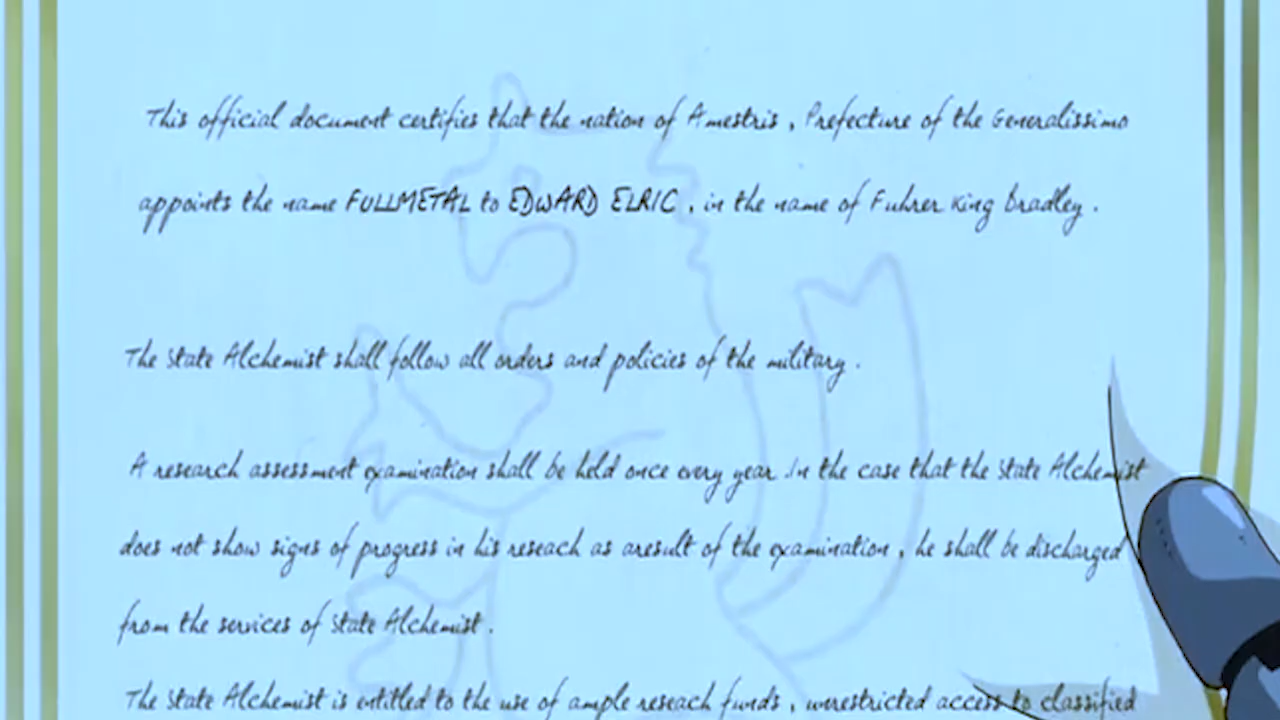 This official document certifies that the nation of Amestris , Prefecture of the Generalissimo
appoints the name FULLMETAL to EDWARD ELRIC , in the name of Fuhrer King Bradley .
The State Alchemist shall follow all orders and policies of the military .
A research assessment examination shall be held once every year .In the case that the State Alchemist
does not show signs of progress in his reseach as aresult of the examination , he shall be discharged
from the services of State Alchemist .
The State Alchemist is entitled to the use of ample reseach funds , unrestricted access to classified